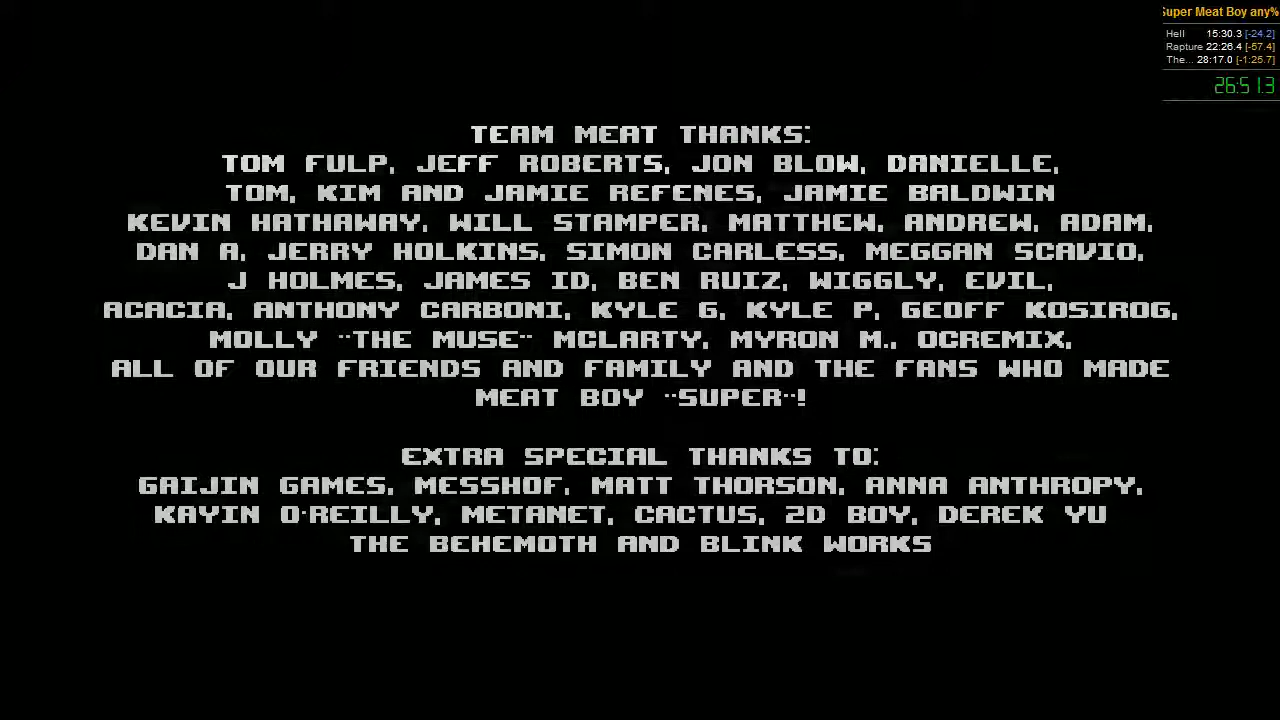 Super Meat Boy any%
Hell 15:30.3 [-24.2]
Rapture 22:26.4 [-57.4]
The... 28:17.0 [-1:25.7]
26:51.3
TEAM MEAT THANKS:
TOM FULP, JEFF ROBERTS, JON BLOW, DANIELLE,
TOM, KIM AND JAMIE REFENES, JAMIE BALDWIN
KEVIN HATHAWAY, WILL STAMPER, MATTHEW, ANDREW, ADAM,
DAN A, JERRY HOLKINS, SIMON CARLESS, MEGGAN SCAVIO,
J HOLMES, JAMES ID, BEN RUIZ, WIGGLY, EVIL,
ACACIA, ANTHONY CARBONI, KYLE G, KYLE P, GEOFF KOSIROG,
MOLLY "THE MUSE" MCLARTY, MYRON M., OCREMIX,
ALL OF OUR FRIENDS AND FAMILY AND THE FANS WHO MADE
MEAT BOY "SUPER"!
EXTRA SPECIAL THANKS TO:
GAIJIN GAMES, MESSHOF, MATT THORSON, ANNA ANTHROPY,
KAYIN O'REILLY, METANET, CACTUS, 2D BOY, DEREK YU
THE BEHEMOTH AND BLINK WORKS